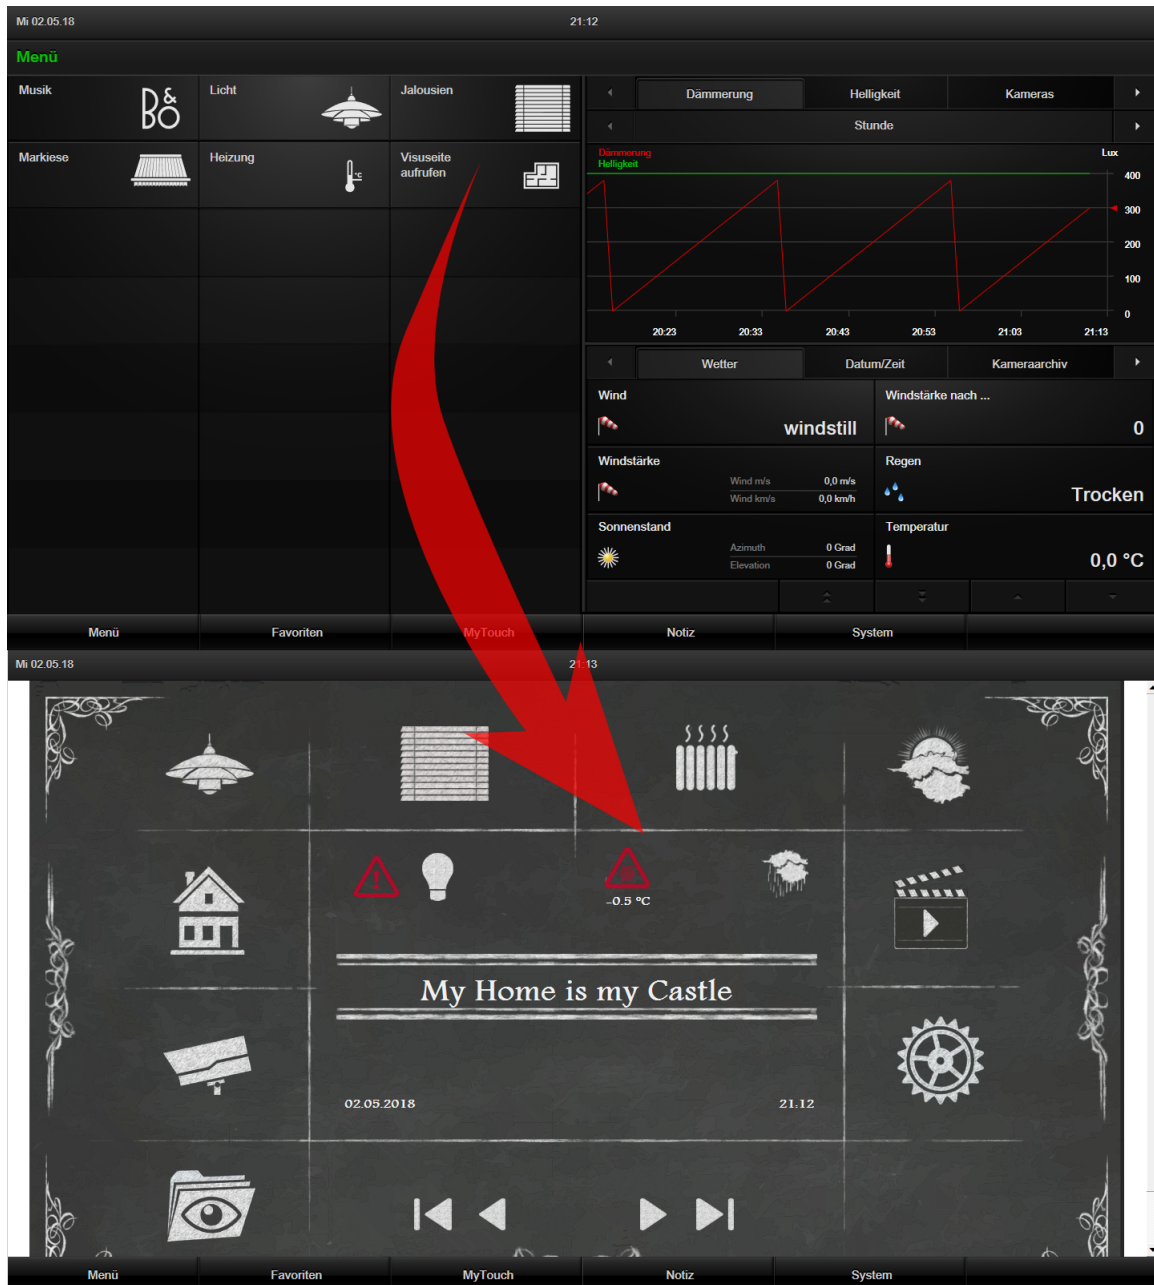 Mi 02.05.18
21:12
Menü
Musik
B&O
Licht
Jalousien
Markiese
Heizung
°C
Visuseite
aufrufen
Dämmerung
Helligkeit
Kameras
Stunde
Dämmerung
Helligkeit
Lux
400
300
200
100
0
20:23
20:33
20:43
20:53
21:03
21:13
Wetter
Datum/Zeit
Kameraarchiv
Wind
windstill
Windstärke nach ...
0
Windstärke
Wind m/s
0,0 m/s
Wind km/s
0,0 km/h
Regen
Trocken
Sonnenstand
Azimuth
0 Grad
Elevation
0 Grad
Temperatur
0,0 °C
Menü
Favoriten
MyTouch
Notiz
System
Mi 02.05.18
21:13
-0.5 °C
My Home is my Castle
02.05.2018
21:12
Menü
Favoriten
MyTouch
Notiz
System